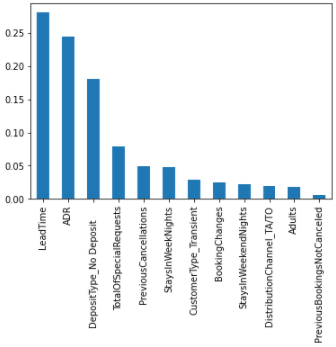 0.25
0.20
0.15
0.10
0.05
0.00
LeadTime
ADR
DepositType_No Deposit
TotalOfSpecialRequests
PreviousCancellations
StaysInWeekNights
CustomerType_Transient
BookingChanges
StaysInWeekendNights
DistributionChannel_TA/TO
Adults
PreviousBookingsNotCanceled